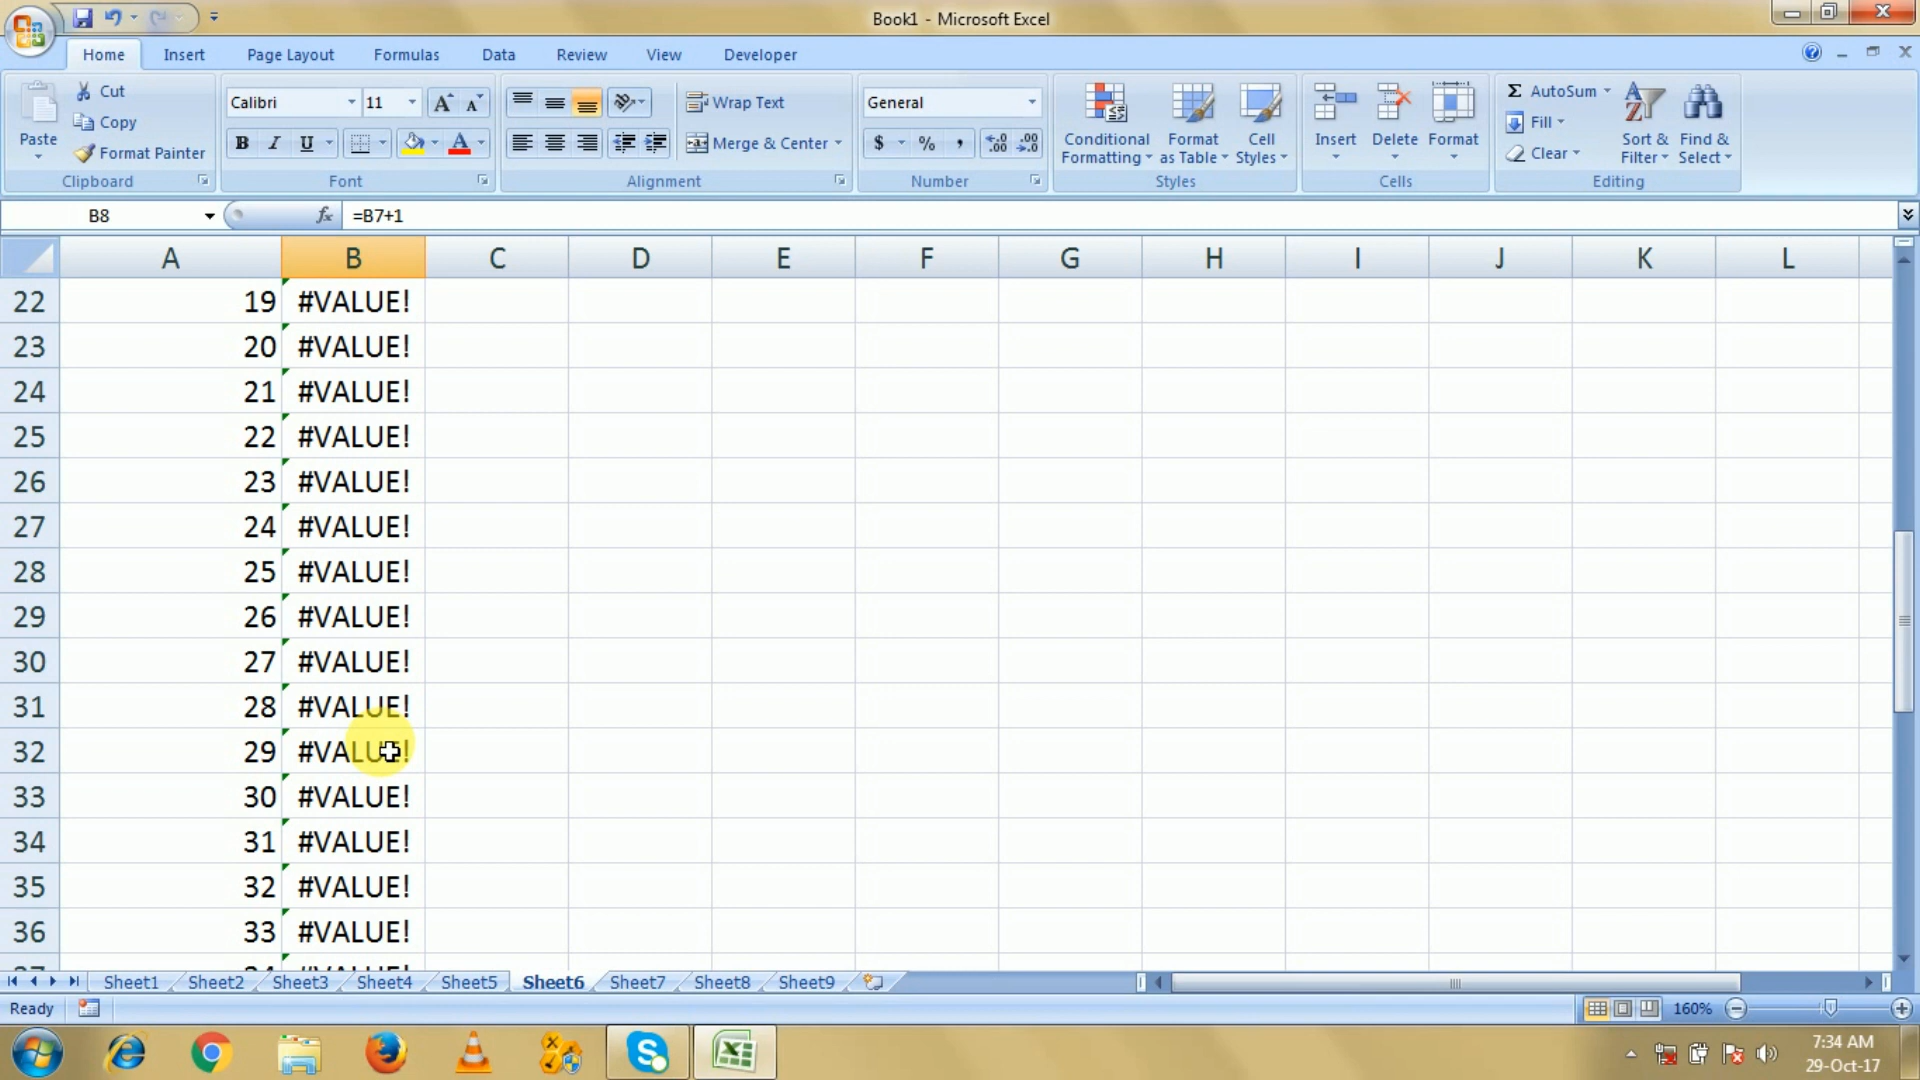 Book1 - Microsoft Excel
Home Insert Page Layout Formulas Data Review View Developer
Paste
Cut
Copy
Format Painter
Clipboard
Calibri 11
B I U
Font
Wrap Text
Merge & Center
Alignment
General
$ % ,
Number
Conditional Formatting
Format as Table
Cell Styles
Styles
Insert Delete Format
Cells
Σ AutoSum
Fill
Clear
Sort & Filter
Find & Select
Editing
B8 fx =B7+1
A B C D E F G H I J K L
22 19 #VALUE!
23 20 #VALUE!
24 21 #VALUE!
25 22 #VALUE!
26 23 #VALUE!
27 24 #VALUE!
28 25 #VALUE!
29 26 #VALUE!
30 27 #VALUE!
31 28 #VALUE!
32 29 #VALUE!
33 30 #VALUE!
34 31 #VALUE!
35 32 #VALUE!
36 33 #VALUE!
Sheet1 Sheet2 Sheet3 Sheet4 Sheet5 Sheet6 Sheet7 Sheet8 Sheet9
Ready 160%
7:34 AM
29-Oct-17